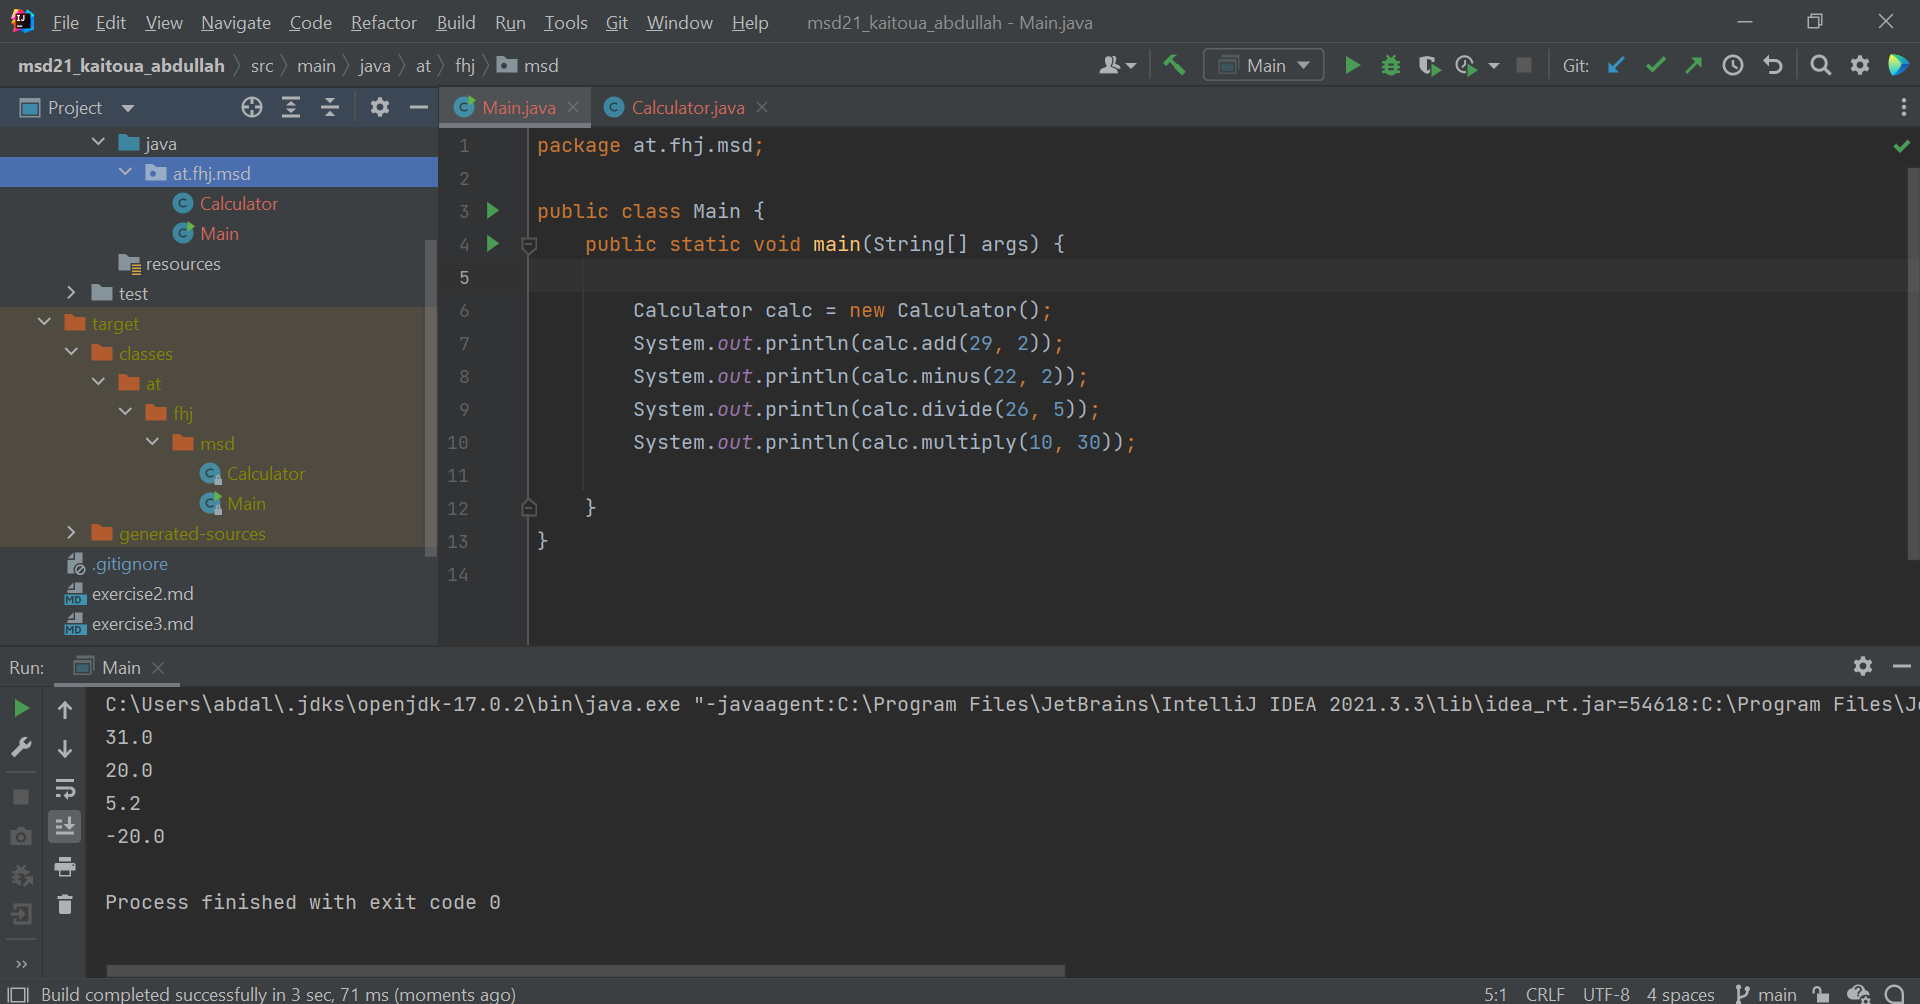 File Edit View Navigate Code Refactor Build Run Tools Git Window Help msd21_kaitoua_abdullah - Main.java
msd21_kaitoua_abdullah src main java at fhj msd Main Git:
Project Main.java Calculator.java
java
at.fhj.msd
Calculator
Main
resources
test
target
classes
at
fhj
msd
Calculator
Main
generated-sources
.gitignore
MD exercise2.md
MD exercise3.md
1 package at.fhj.msd;
2
3 public class Main {
4 public static void main(String[] args) {
5
6 Calculator calc = new Calculator();
7 System.out.println(calc.add(29, 2));
8 System.out.println(calc.minus(22, 2));
9 System.out.println(calc.divide(26, 5));
10 System.out.println(calc.multiply(10, 30));
11
12 }
13 }
14
Run: Main
C:\Users\abdal\.jdks\openjdk-17.0.2\bin\java.exe "-javaagent:C:\Program Files\JetBrains\IntelliJ IDEA 2021.3.3\lib\idea_rt.jar=54618:C:\Program Files\J
31.0
20.0
5.2
-20.0
Process finished with exit code 0
Build completed successfully in 3 sec, 71 ms (moments ago) 5:1 CRLF UTF-8 4 spaces main